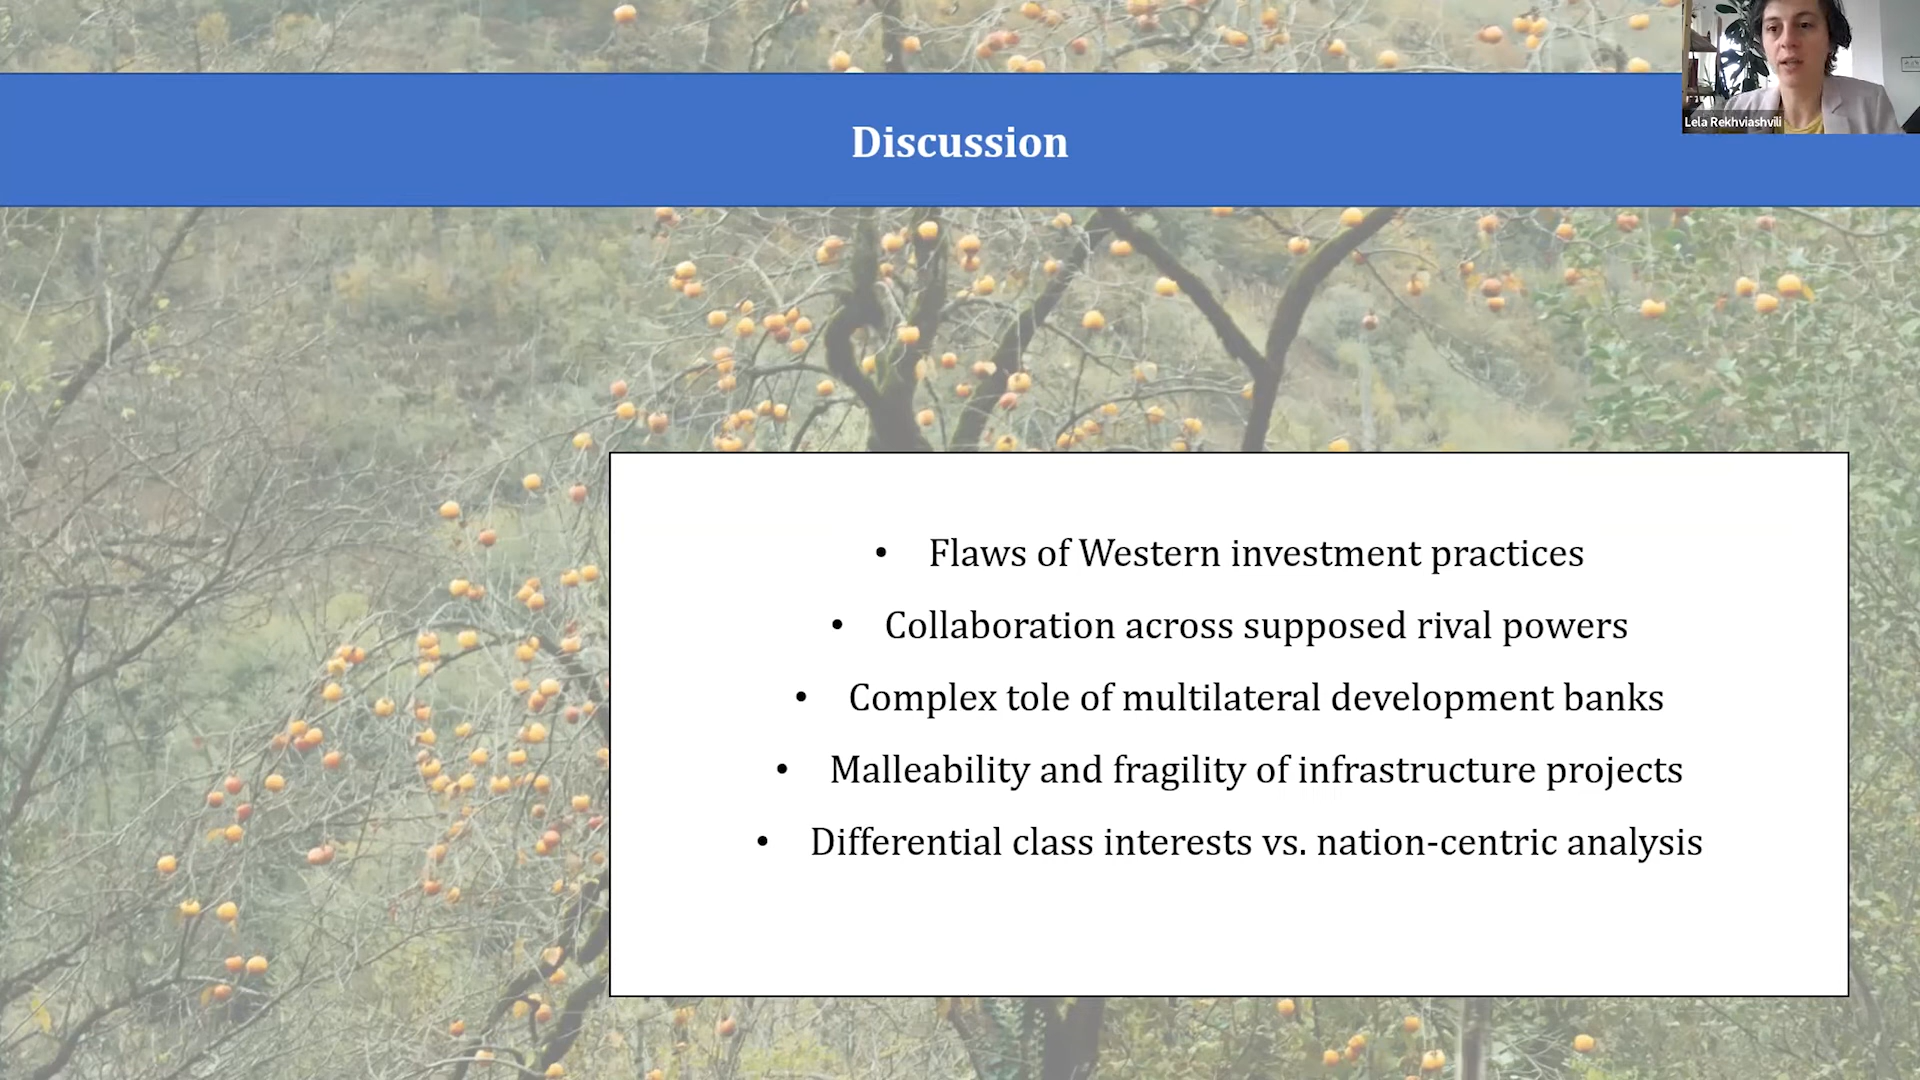 Discussion
Lela Rekhviashvili
• Flaws of Western investment practices
• Collaboration across supposed rival powers
• Complex tole of multilateral development banks
• Malleability and fragility of infrastructure projects
• Differential class interests vs. nation-centric analysis